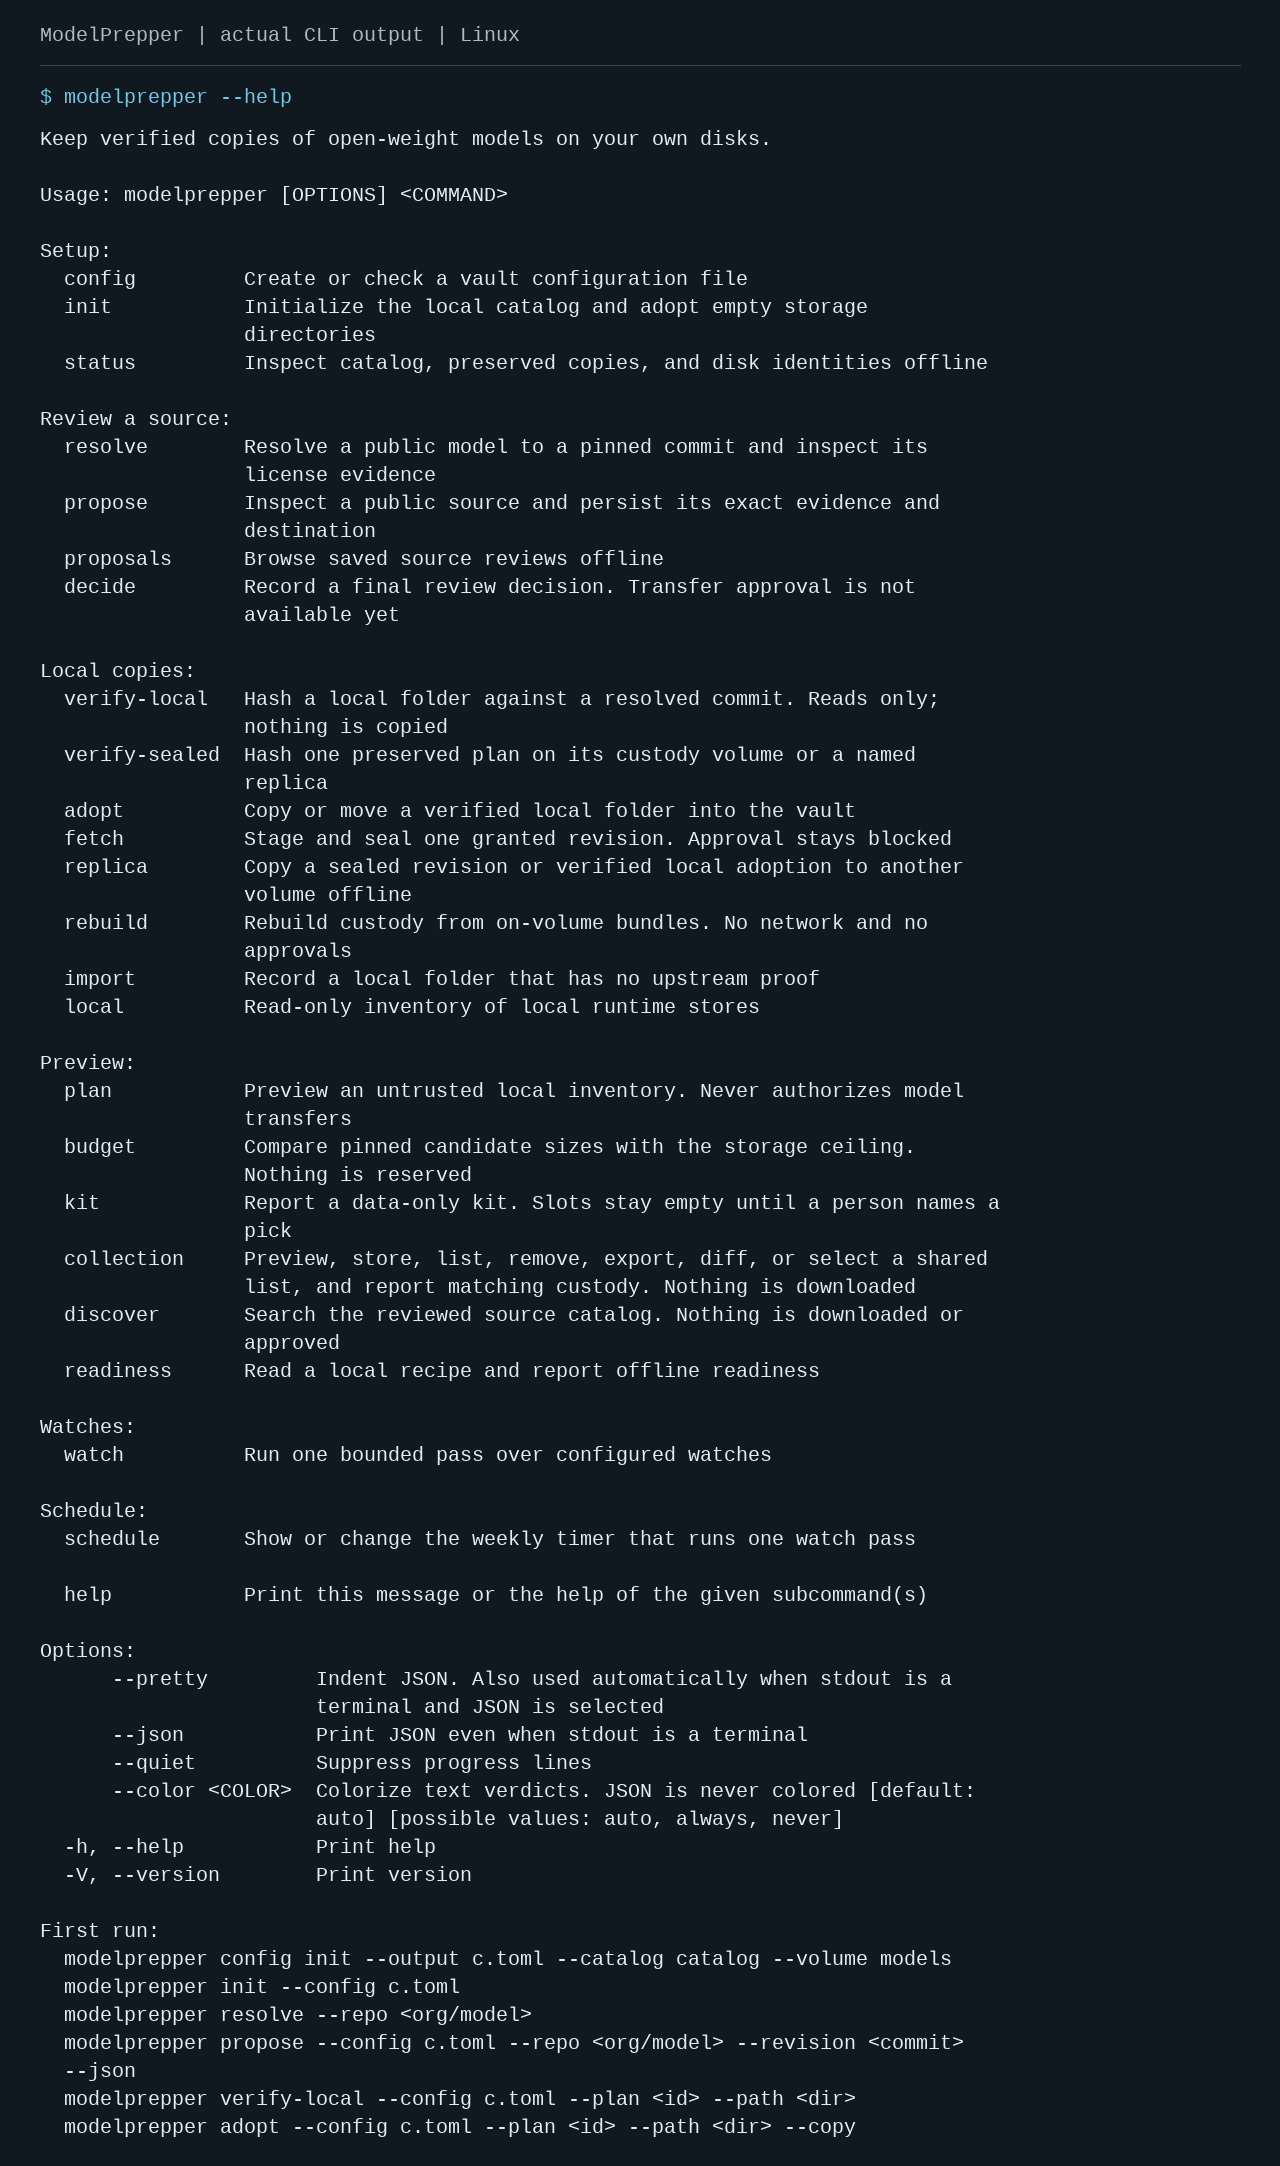 ModelPrepper | actual CLI output | Linux
$ modelprepper --help
Keep verified copies of open-weight models on your own disks.
Usage: modelprepper [OPTIONS] <COMMAND>
Setup:
config Create or check a vault configuration file
init Initialize the local catalog and adopt empty storage
directories
status Inspect catalog, preserved copies, and disk identities offline
Review a source:
resolve Resolve a public model to a pinned commit and inspect its
license evidence
propose Inspect a public source and persist its exact evidence and
destination
proposals Browse saved source reviews offline
decide Record a final review decision. Transfer approval is not
available yet
Local copies:
verify-local Hash a local folder against a resolved commit. Reads only;
nothing is copied
verify-sealed Hash one preserved plan on its custody volume or a named
replica
adopt Copy or move a verified local folder into the vault
fetch Stage and seal one granted revision. Approval stays blocked
replica Copy a sealed revision or verified local adoption to another
volume offline
rebuild Rebuild custody from on-volume bundles. No network and no
approvals
import Record a local folder that has no upstream proof
local Read-only inventory of local runtime stores
Preview:
plan Preview an untrusted local inventory. Never authorizes model
transfers
budget Compare pinned candidate sizes with the storage ceiling.
Nothing is reserved
kit Report a data-only kit. Slots stay empty until a person names a
pick
collection Preview, store, list, remove, export, diff, or select a shared
list, and report matching custody. Nothing is downloaded
discover Search the reviewed source catalog. Nothing is downloaded or
approved
readiness Read a local recipe and report offline readiness
Watches:
watch Run one bounded pass over configured watches
Schedule:
schedule Show or change the weekly timer that runs one watch pass
help Print this message or the help of the given subcommand(s)
Options:
--pretty Indent JSON. Also used automatically when stdout is a
terminal and JSON is selected
--json Print JSON even when stdout is a terminal
--quiet Suppress progress lines
--color <COLOR> Colorize text verdicts. JSON is never colored [default:
auto] [possible values: auto, always, never]
-h, --help Print help
-V, --version Print version
First run:
modelprepper config init --output c.toml --catalog catalog --volume models
modelprepper init --config c.toml
modelprepper resolve --repo <org/model>
modelprepper propose --config c.toml --repo <org/model> --revision <commit>
--json
modelprepper verify-local --config c.toml --plan <id> --path <dir>
modelprepper adopt --config c.toml --plan <id> --path <dir> --copy